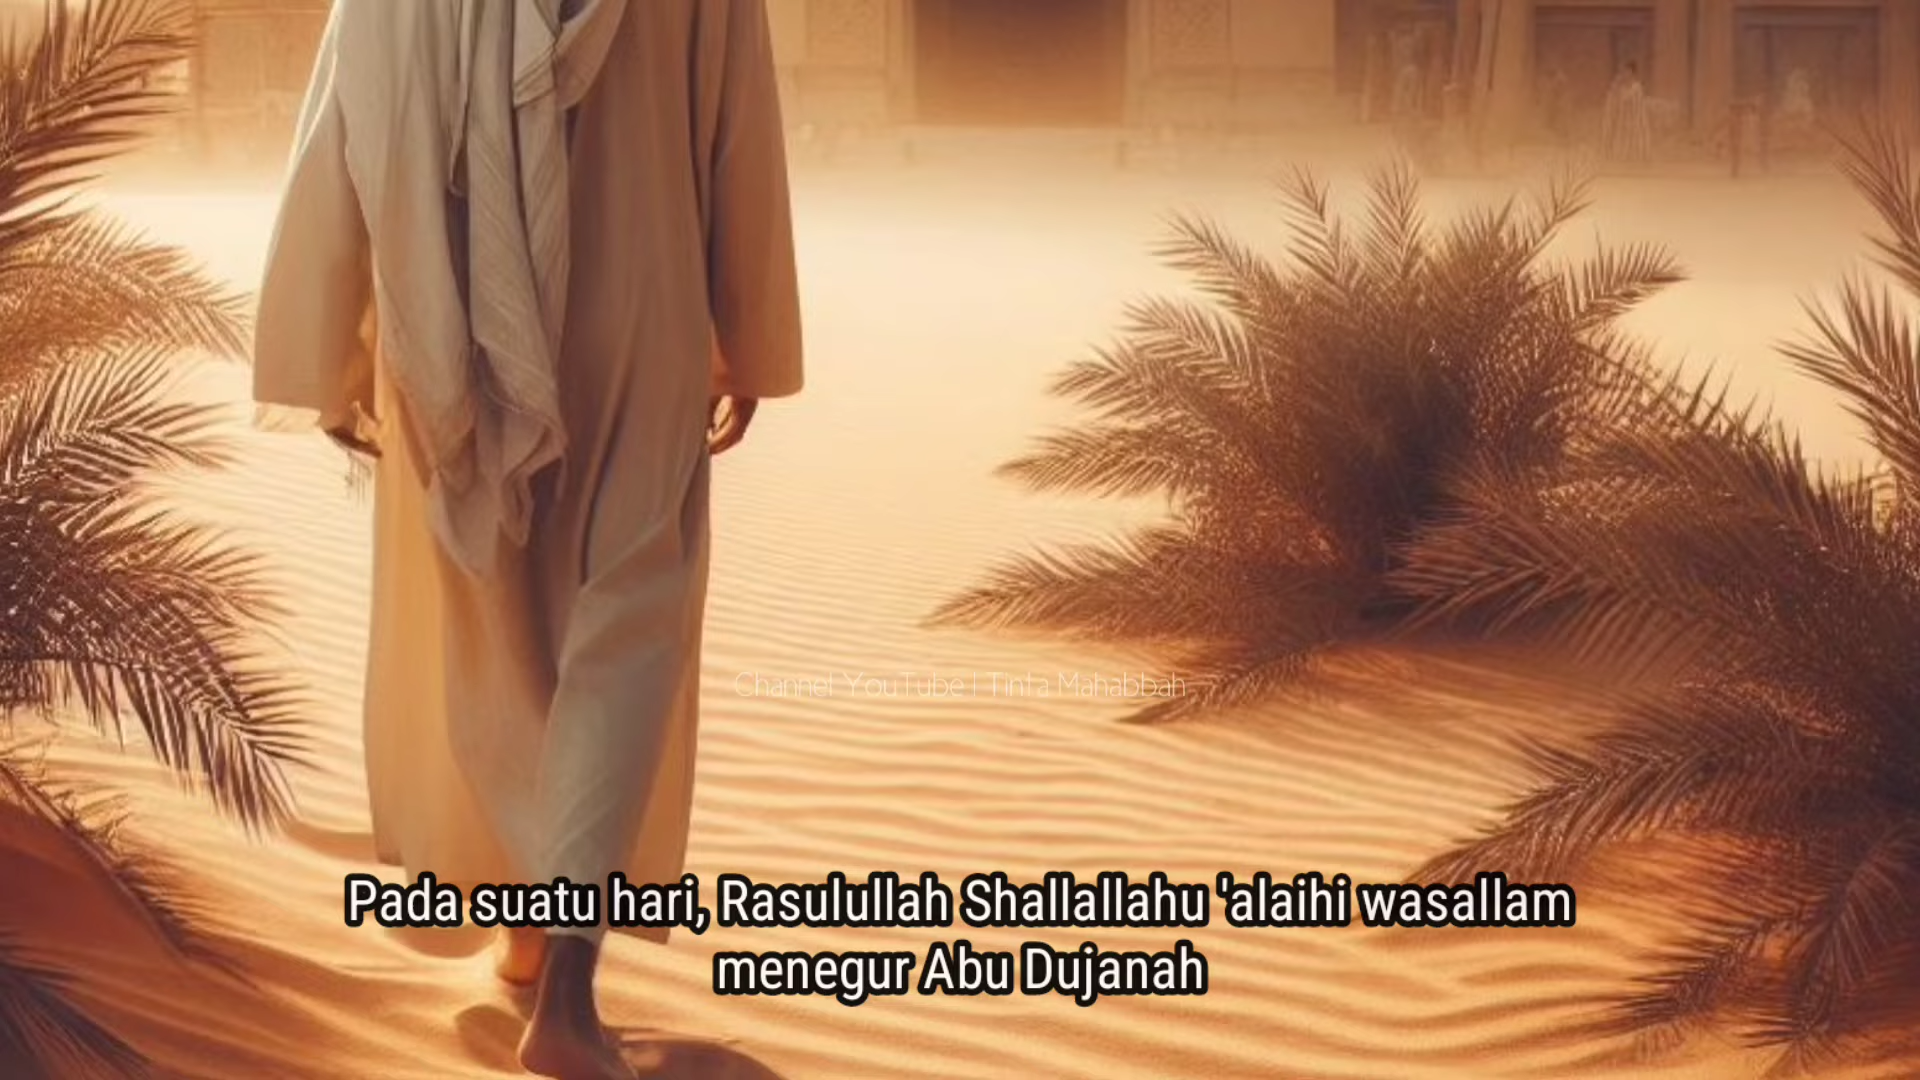 Channel YouTube | Tinta Mahabbah
Pada suatu hari, Rasulullah Shallallahu 'alaihi wasallam
menegur Abu Dujanah